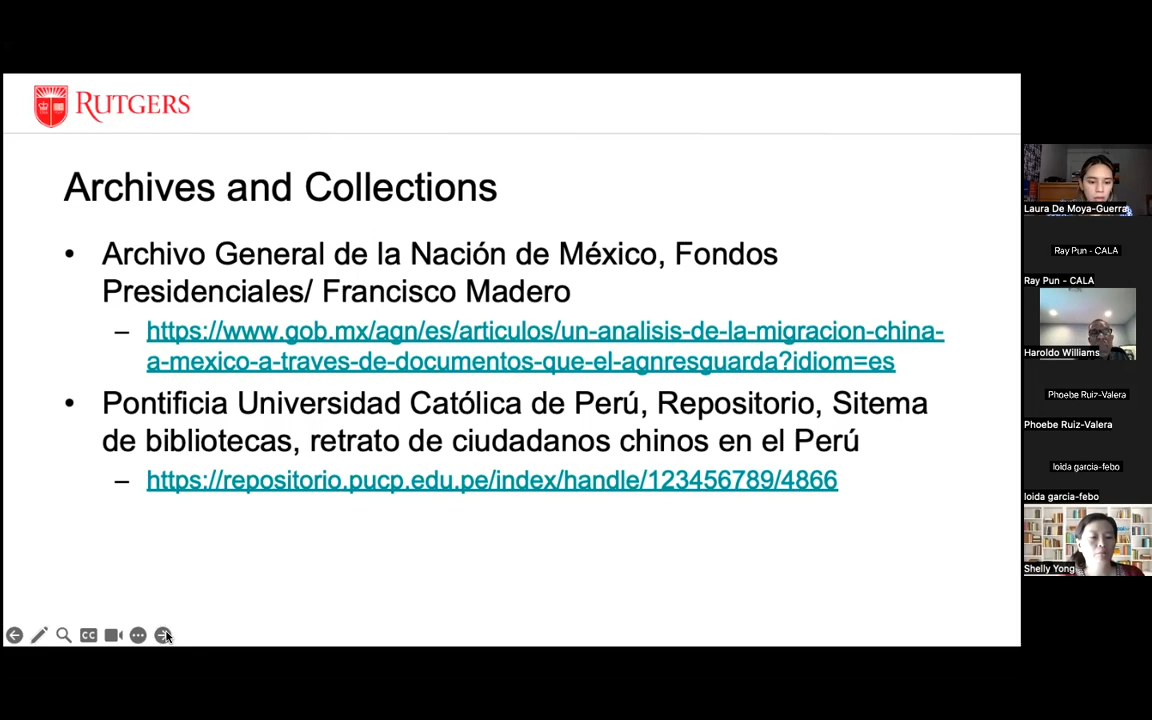 RUTGERS
Archives and Collections
• Archivo General de la Nación de México, Fondos
Presidenciales/ Francisco Madero
– https://www.gob.mx/agn/es/articulos/un-analisis-de-la-migracion-china-
a-mexico-a-traves-de-documentos-que-el-agnresguarda?idiom=es
• Pontificia Universidad Católica de Perú, Repositorio, Sitema
de bibliotecas, retrato de ciudadanos chinos en el Perú
– https://repositorio.pucp.edu.pe/index/handle/123456789/4866
CC
Laura De Moya-Guerra
Ray Pun - CALA
Ray Pun - CALA
Haroldo Williams
Phoebe Ruiz-Valera
Phoebe Ruiz-Valera
loida garcia-febo
loida garcia-febo
Shelly Yong